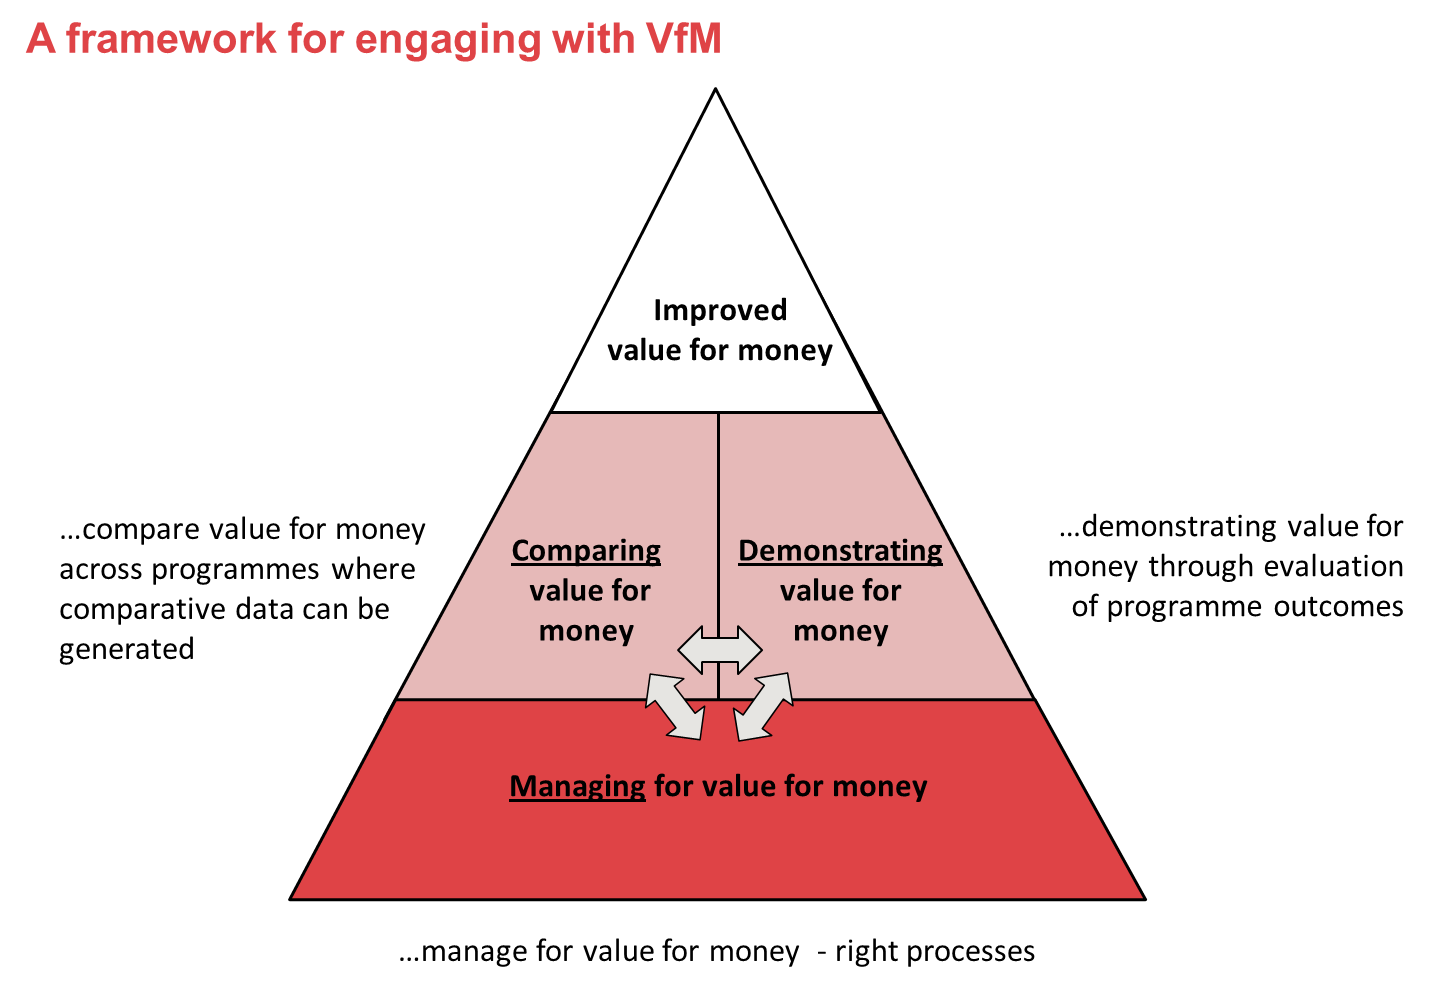 A framework for engaging with VfM
Improved
value for money
...compare value for money
across programmes where
comparative data can be
generated
Comparing
value for
money
Demonstrating
value for
money
...demonstrating value for
money through evaluation
of programme outcomes
Managing for value for money
...manage for value for money - right processes